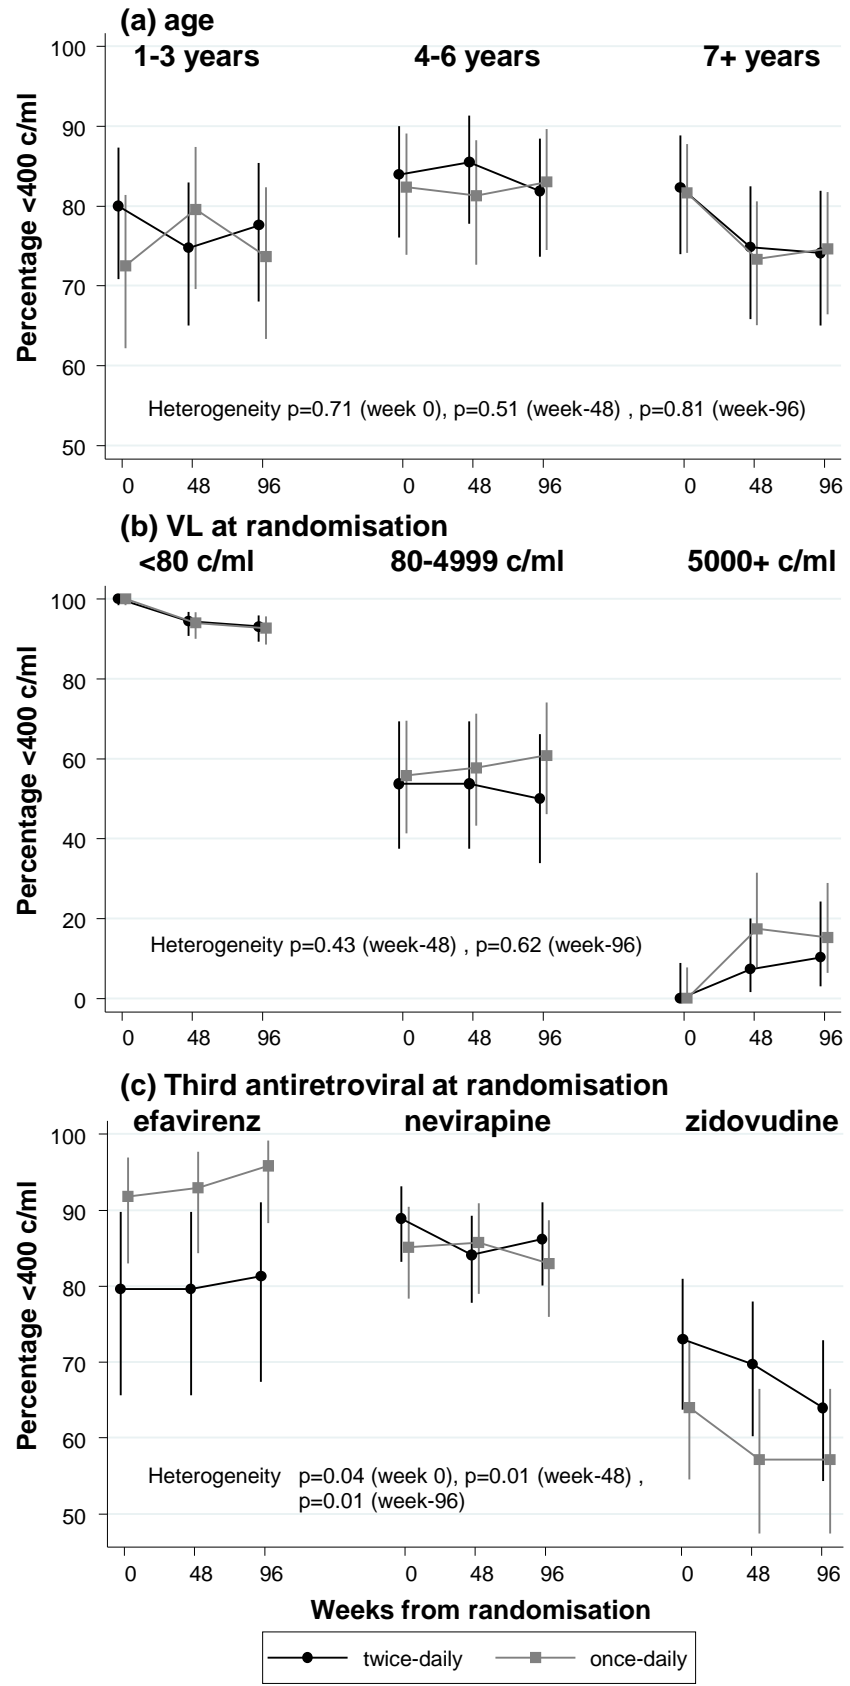 (a) age
1-3 years 4-6 years 7+ years
Percentage <400 c/ml
100
90
80
70
60
50
Heterogeneity p=0.71 (week 0), p=0.51 (week-48) , p=0.81 (week-96)
0 48 96 0 48 96 0 48 96
(b) VL at randomisation
<80 c/ml 80-4999 c/ml 5000+ c/ml
Percentage <400 c/ml
100
80
60
40
20
0
Heterogeneity p=0.43 (week-48) , p=0.62 (week-96)
0 48 96 0 48 96 0 48 96
(c) Third antiretroviral at randomisation
efavirenz nevirapine zidovudine
Percentage <400 c/ml
100
90
80
70
60
50
Heterogeneity p=0.04 (week 0), p=0.01 (week-48) ,
p=0.01 (week-96)
0 48 96 0 48 96 0 48 96
Weeks from randomisation
twice-daily once-daily